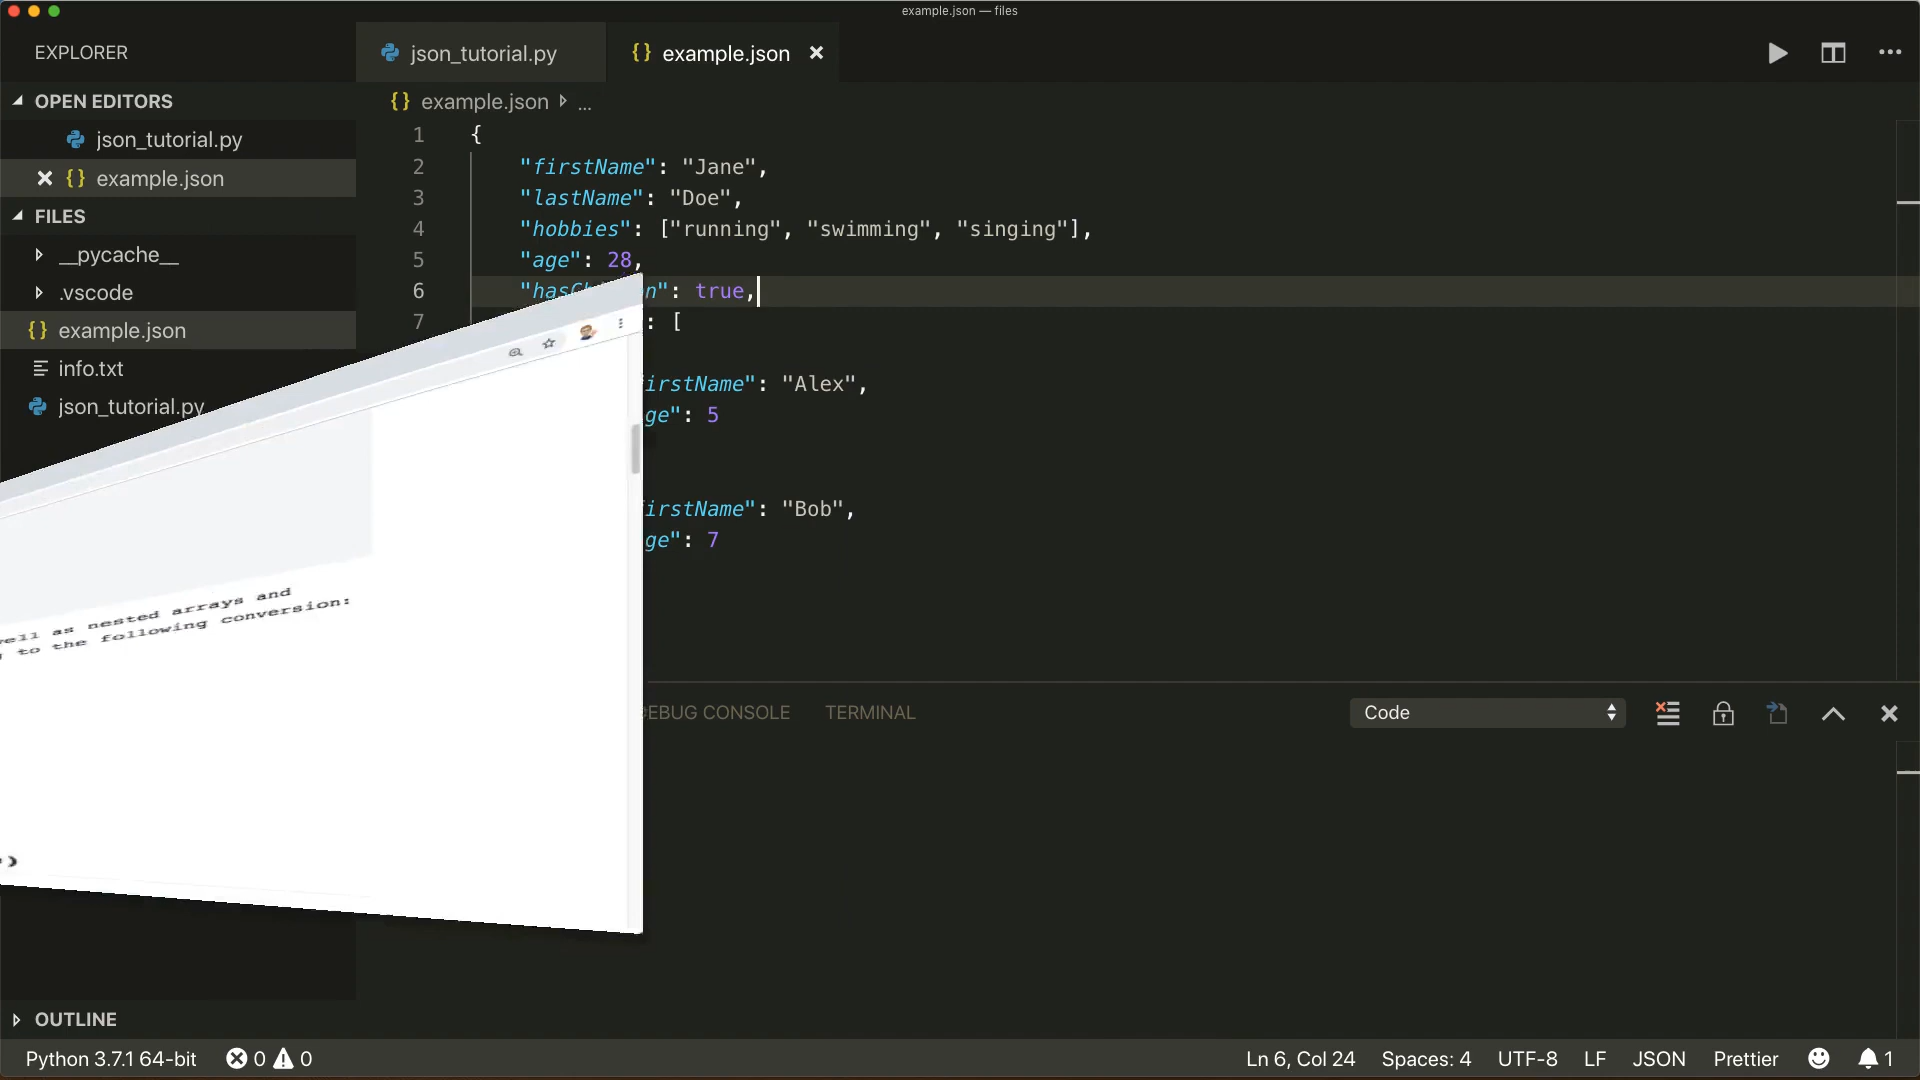 example.json — files
EXPLORER
json_tutorial.py
example.json
OPEN EDITORS
json_tutorial.py
example.json
FILES
__pycache__
.vscode
example.json
info.txt
json_tutorial.py
example.json
...
1 {
2 "firstName": "Jane",
3 "lastName": "Doe",
4 "hobbies": ["running", "swimming", "singing"],
5 "age": 28,
6 n": true,
7 : [
irstName": "Alex",
ge": 5
irstName": "Bob",
ge": 7
as nested arrays and
to the following conversion:
EBUG CONSOLE
TERMINAL
Code
OUTLINE
Python 3.7.1 64-bit
0
0
Ln 6, Col 24
Spaces: 4
UTF-8
LF
JSON
Prettier
1